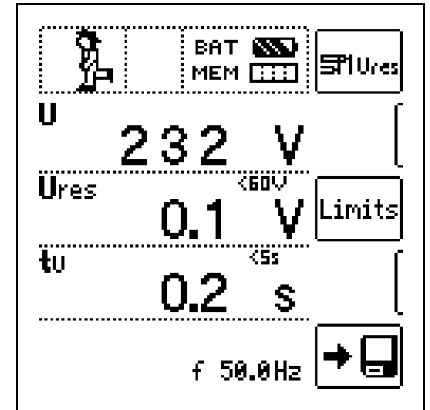 BAT
MEM
Ures
U
232 V
Ures <60V
0.1 V
Limits
tu <5s
0.2 s
f 50.0Hz